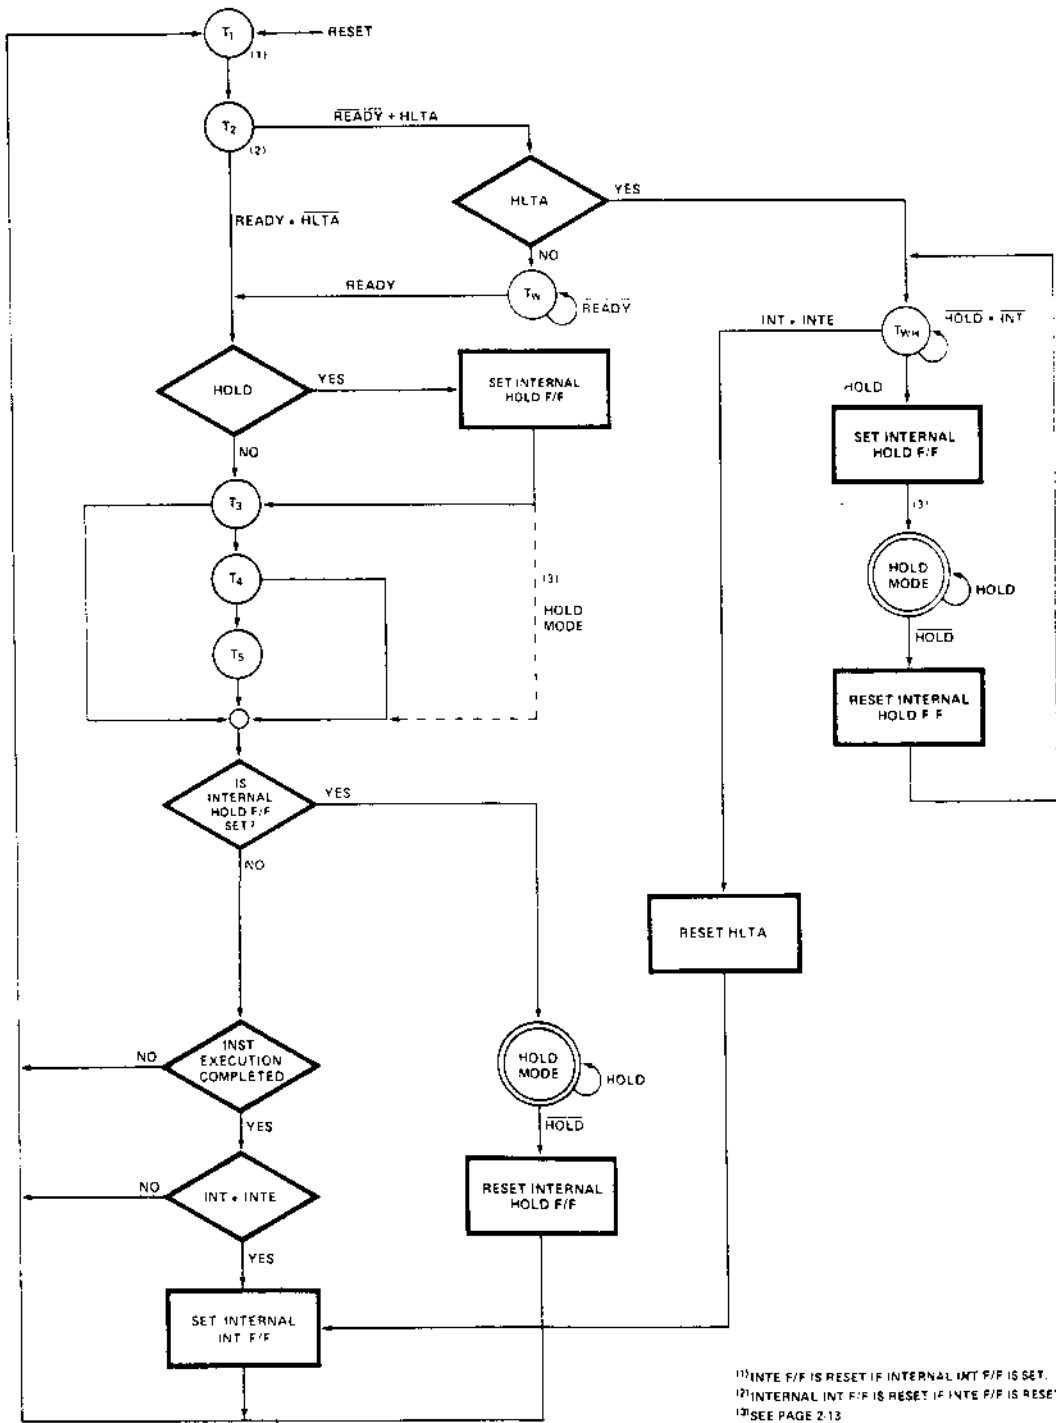 T1
RESET
(1)
T2
READY + HLTA
(2)
HLTA
YES
READY • HLTA
NO
READY
TW
READY
INT • INTE
TWH
HOLD • INT
HOLD
YES
SET INTERNAL
HOLD F/F
HOLD
SET INTERNAL
HOLD F/F
NO
T3
(3)
T4
(3)
HOLD
MODE
HOLD
MODE
HOLD
HOLD
T5
RESET INTERNAL
HOLD F/F
IS
INTERNAL
HOLD F/F
SET?
YES
NO
RESET HLTA
NO
INST
EXECUTION
COMPLETED
HOLD
MODE
HOLD
YES
HOLD
NO
INT • INTE
RESET INTERNAL
HOLD F/F
YES
SET INTERNAL
INT F/F
(1) INTE F/F IS RESET IF INTERNAL INT F/F IS SET.
(2) INTERNAL INT F/F IS RESET IF INTE F/F IS RESET
(3) SEE PAGE 2-13